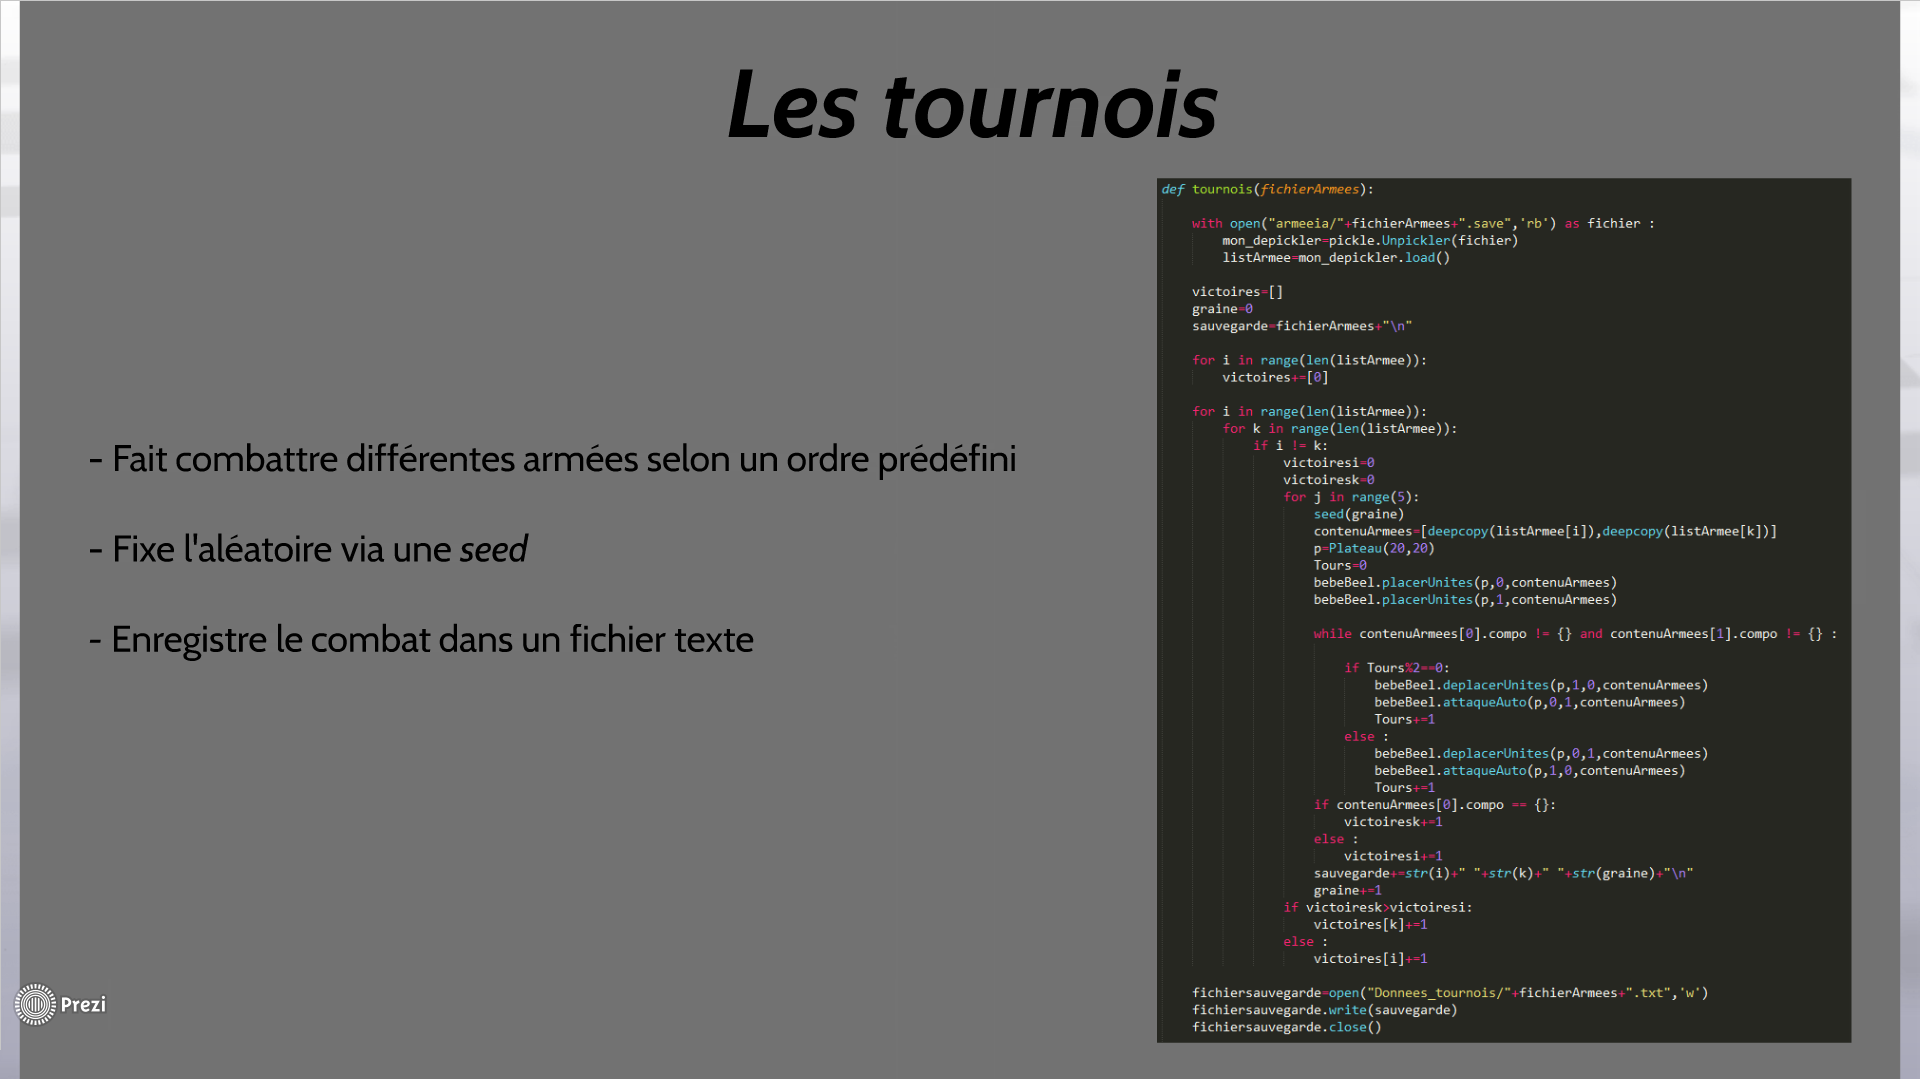 Les tournois
- Fait combattre différentes armées selon un ordre prédéfini
- Fixe l'aléatoire via une seed
- Enregistre le combat dans un fichier texte
def tournois(fichierArmees):
with open("armeeia/"+fichierArmees+".save",'rb') as fichier :
mon_depickler=pickle.Unpickler(fichier)
listArmee=mon_depickler.load()
victoires=[]
graine=0
sauvegarde=fichierArmees+"\n"
for i in range(len(listArmee)):
victoires+=[0]
for i in range(len(listArmee)):
for k in range(len(listArmee)):
if i != k:
victoiresi=0
victoiresk=0
for j in range(5):
seed(graine)
contenuArmees=[deepcopy(listArmee[i]),deepcopy(listArmee[k])]
p=Plateau(20,20)
Tours=0
bebeBeel.placerUnites(p,0,contenuArmees)
bebeBeel.placerUnites(p,1,contenuArmees)
while contenuArmees[0].compo != {} and contenuArmees[1].compo != {} :
if Tours%2==0:
bebeBeel.deplacerUnites(p,1,0,contenuArmees)
bebeBeel.attaqueAuto(p,0,1,contenuArmees)
Tours+=1
else :
bebeBeel.deplacerUnites(p,0,1,contenuArmees)
bebeBeel.attaqueAuto(p,1,0,contenuArmees)
Tours+=1
if contenuArmees[0].compo == {}:
victoiresk+=1
else :
victoiresi+=1
sauvegarde+=str(i)+" "+str(k)+" "+str(graine)+"\n"
graine+=1
if victoiresk>victoiresi:
victoires[k]+=1
else :
victoires[i]+=1
fichiersauvegarde=open("Donnees_tournois/"+fichierArmees+".txt",'w')
fichiersauvegarde.write(sauvegarde)
fichiersauvegarde.close()
Prezi